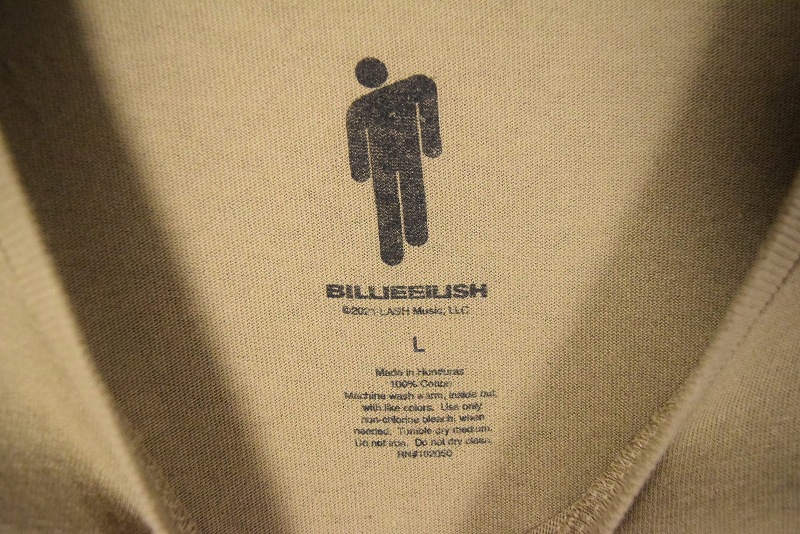 BILLIEEILISH
©2021 LASH Music, LLC
L
Made in Honduras
100% Cotton
Machine wash warm, inside out
with like colors. Use only
non-chlorine bleach when
needed. Tumble dry medium.
Do not iron. Do not dry clean.
RN#102050